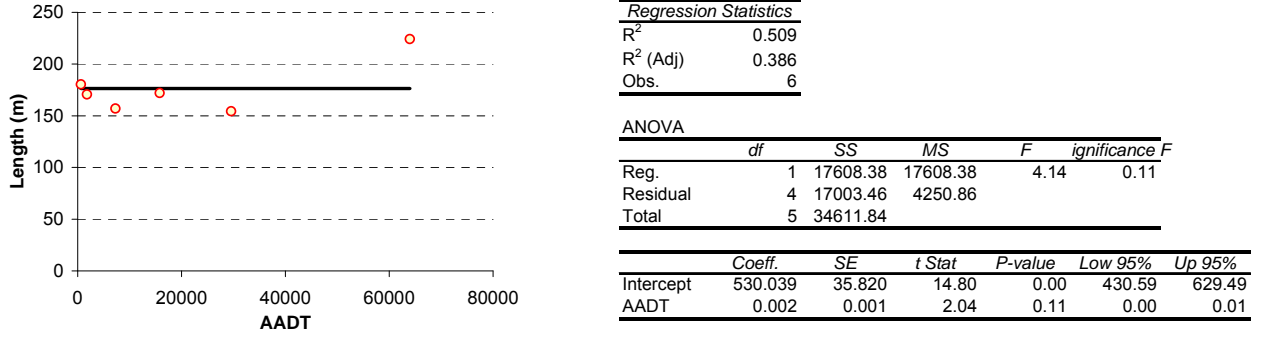 250
200
150
100
50
0
Length (m)
0 20000 40000 60000 80000
AADT
Regression Statistics
R² 0.509
R² (Adj) 0.386
Obs. 6
ANOVA
df SS MS F ignificance F
Reg. 1 17608.38 17608.38 4.14 0.11
Residual 4 17003.46 4250.86
Total 5 34611.84
Coeff. SE t Stat P-value Low 95% Up 95%
Intercept 530.039 35.820 14.80 0.00 430.59 629.49
AADT 0.002 0.001 2.04 0.11 0.00 0.01